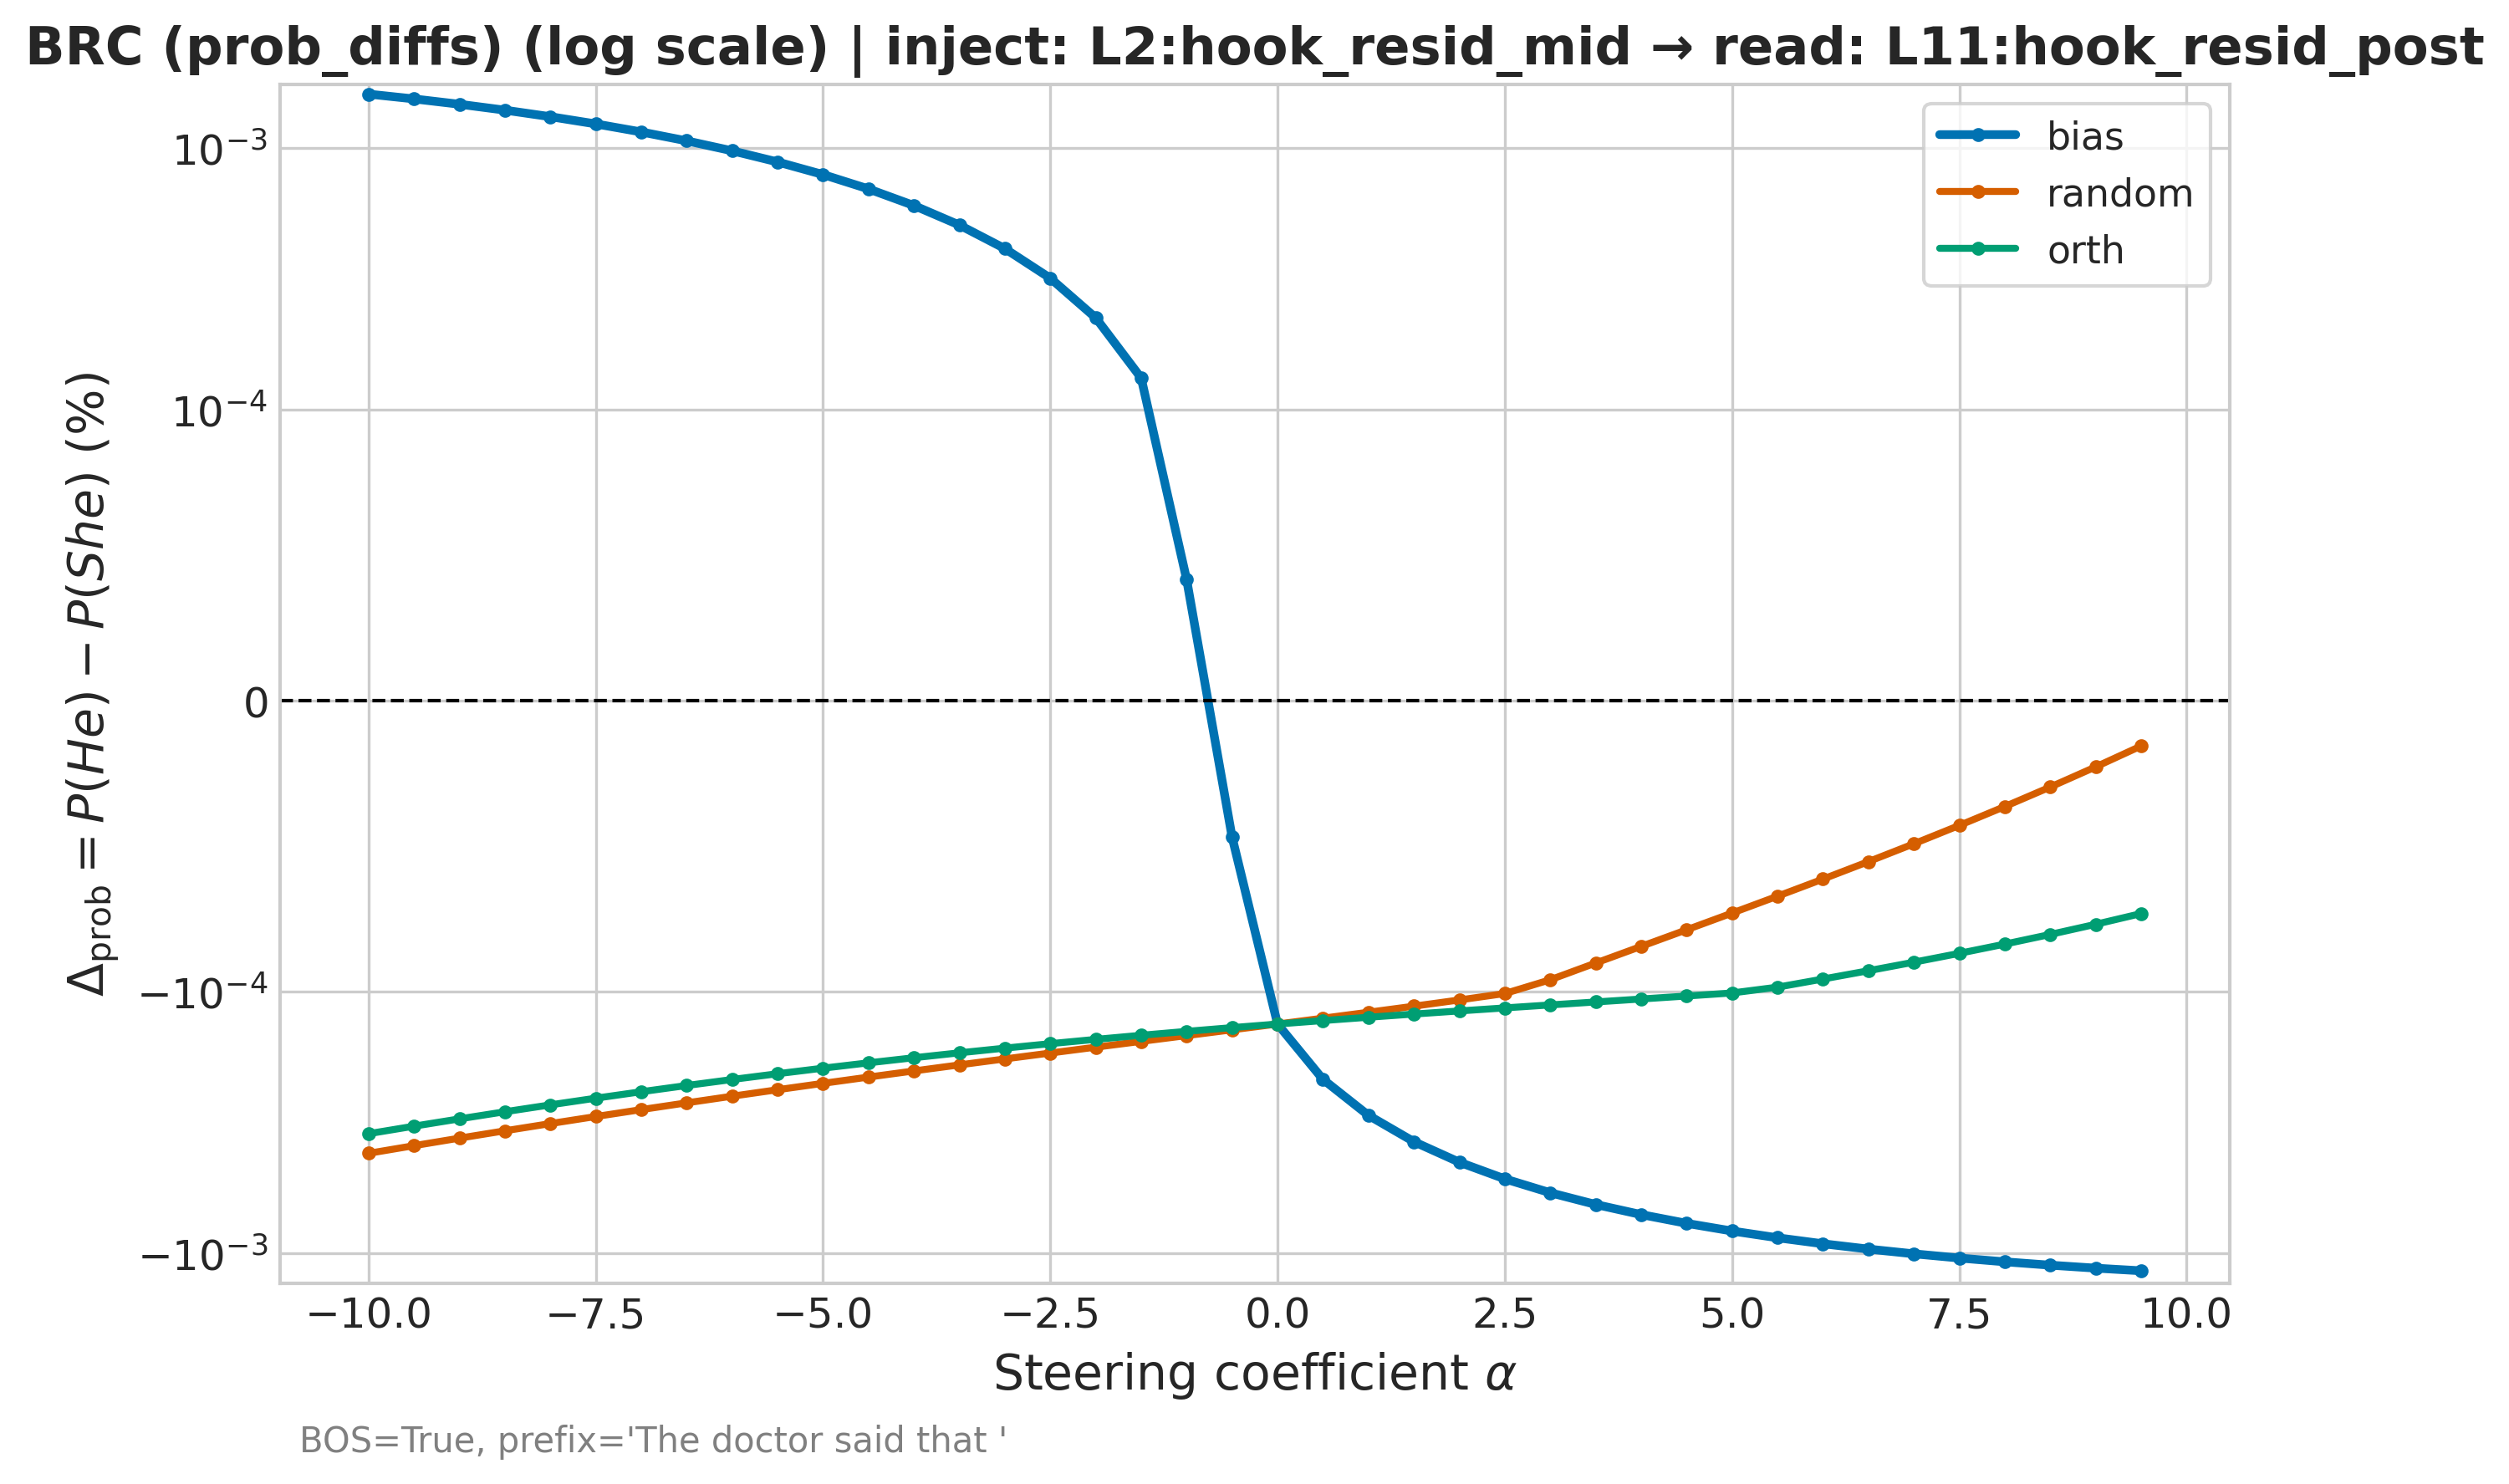 BRC (prob_diffs) (log scale) | inject: L2:hook_resid_mid → read: L11:hook_resid_post
bias
random
orth
10⁻³
10⁻⁴
0
−10⁻⁴
−10⁻³
Δprob = P(He) − P(She) (%)
−10.0 −7.5 −5.0 −2.5 0.0 2.5 5.0 7.5 10.0
Steering coefficient α
BOS=True, prefix='The doctor said that '